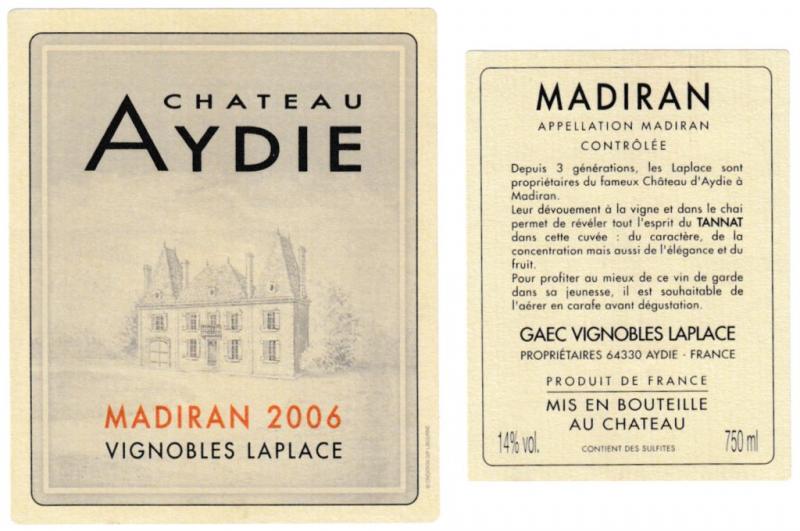 CHATEAU
AYDIE
MADIRAN 2006
VIGNOBLES LAPLACE
MADIRAN
APPELLATION MADIRAN
CONTRÔLÉE
Depuis 3 générations, les Laplace sont
propriétaires du fameux Château d'Aydie à
Madiran.
Leur dévouement à la vigne et dans le chai
permet de révéler tout l'esprit du TANNAT
dans cette cuvée : du caractère, de la
concentration mais aussi de l'élégance et du
fruit.
Pour profiter au mieux de ce vin de garde
dans sa jeunesse, il est souhaitable de
l'aérer en carafe avant dégustation.
GAEC VIGNOBLES LAPLACE
PROPRIÉTAIRES 64330 AYDIE - FRANCE
PRODUIT DE FRANCE
MIS EN BOUTEILLE
AU CHATEAU
14% vol.
CONTIENT DES SULFITES
750 ml